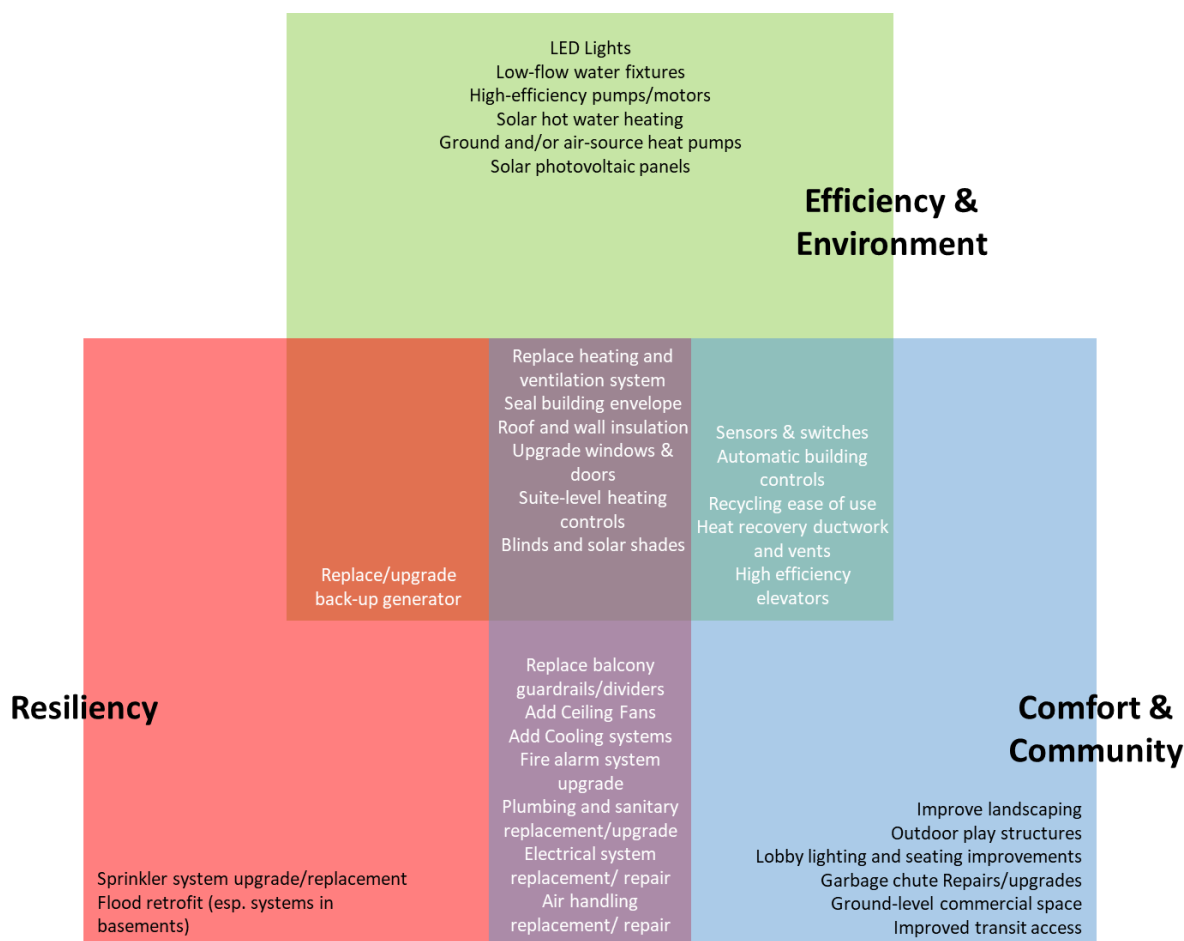 LED Lights
Low-flow water fixtures
High-efficiency pumps/motors
Solar hot water heating
Ground and/or air-source heat pumps
Solar photovoltaic panels
Efficiency &
Environment
Replace heating and
ventilation system
Seal building envelope
Roof and wall insulation
Upgrade windows &
doors
Suite-level heating
controls
Blinds and solar shades
Sensors & switches
Automatic building
controls
Recycling ease of use
Heat recovery ductwork
and vents
High efficiency
elevators
Replace/upgrade
back-up generator
Resiliency
Replace balcony
guardrails/dividers
Add Ceiling Fans
Add Cooling systems
Fire alarm system
upgrade
Plumbing and sanitary
replacement/upgrade
Electrical system
replacement/ repair
Air handling
replacement/ repair
Comfort &
Community
Improve landscaping
Outdoor play structures
Lobby lighting and seating improvements
Garbage chute Repairs/upgrades
Ground-level commercial space
Improved transit access
Sprinkler system upgrade/replacement
Flood retrofit (esp. systems in
basements)